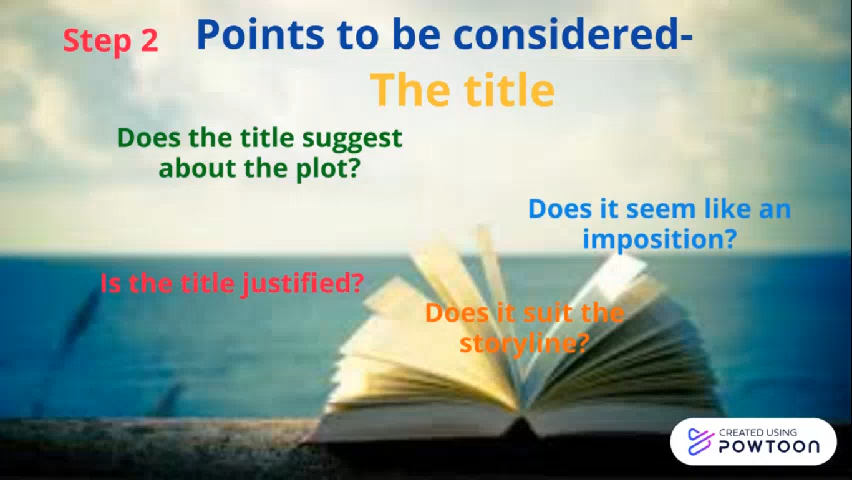 Step 2
Points to be considered-
The title
Does the title suggest
about the plot?
Does it seem like an
imposition?
Is the title justified?
Does it suit the
storyline?
CREATED USING
POWTOON